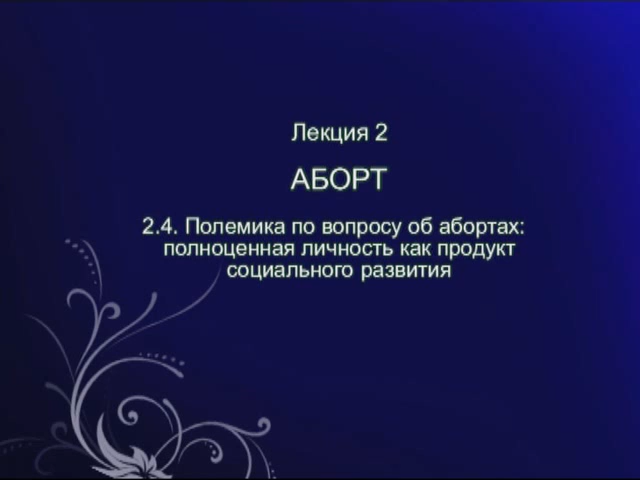 Лекция 2
АБОРТ
2.4. Полемика по вопросу об абортах:
полноценная личность как продукт
социального развития